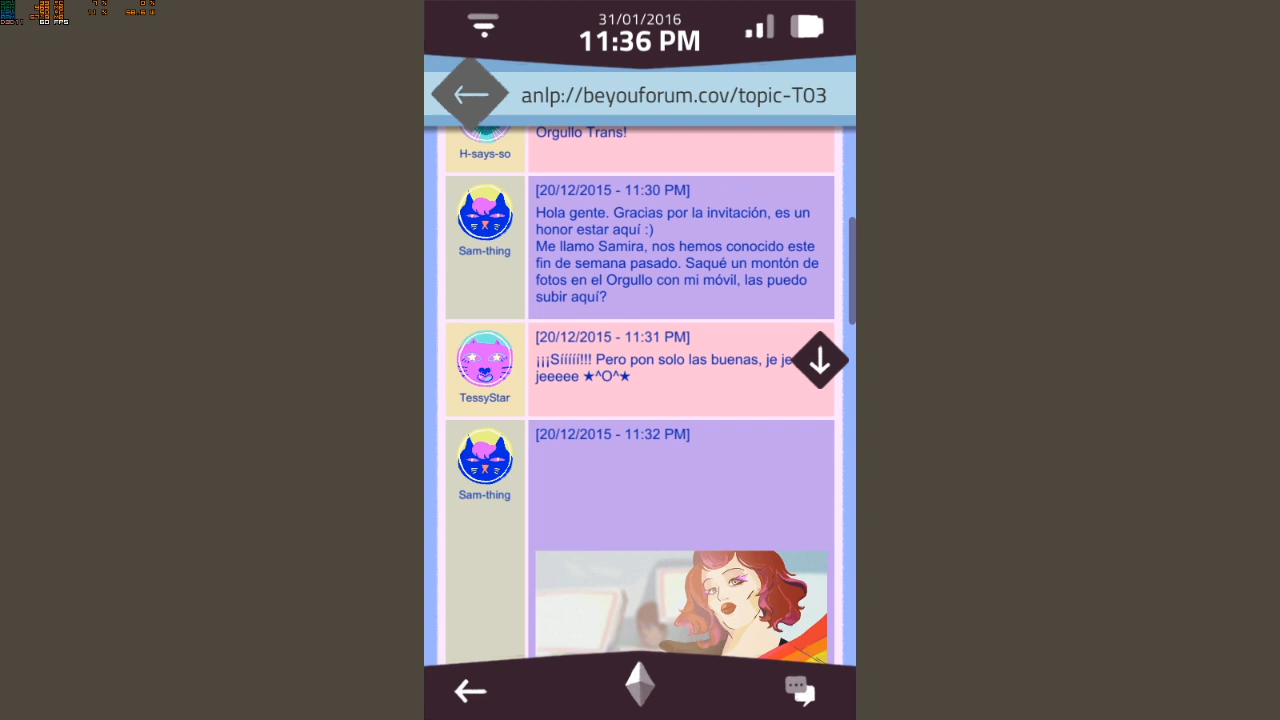 60 FPS
31/01/2016
11:36 PM
anlp://beyouforum.cov/topic-T03
Orgullo Trans!
H-says-so
[20/12/2015 - 11:30 PM]
Hola gente. Gracias por la invitación, es un
honor estar aquí :)
Me llamo Samira, nos hemos conocido este
fin de semana pasado. Saqué un montón de
fotos en el Orgullo con mi móvil, las puedo
subir aquí?
Sam-thing
[20/12/2015 - 11:31 PM]
¡¡¡Sííííí!!! Pero pon solo las buenas, je je
jeeeee ★^O^★
TessyStar
[20/12/2015 - 11:32 PM]
Sam-thing